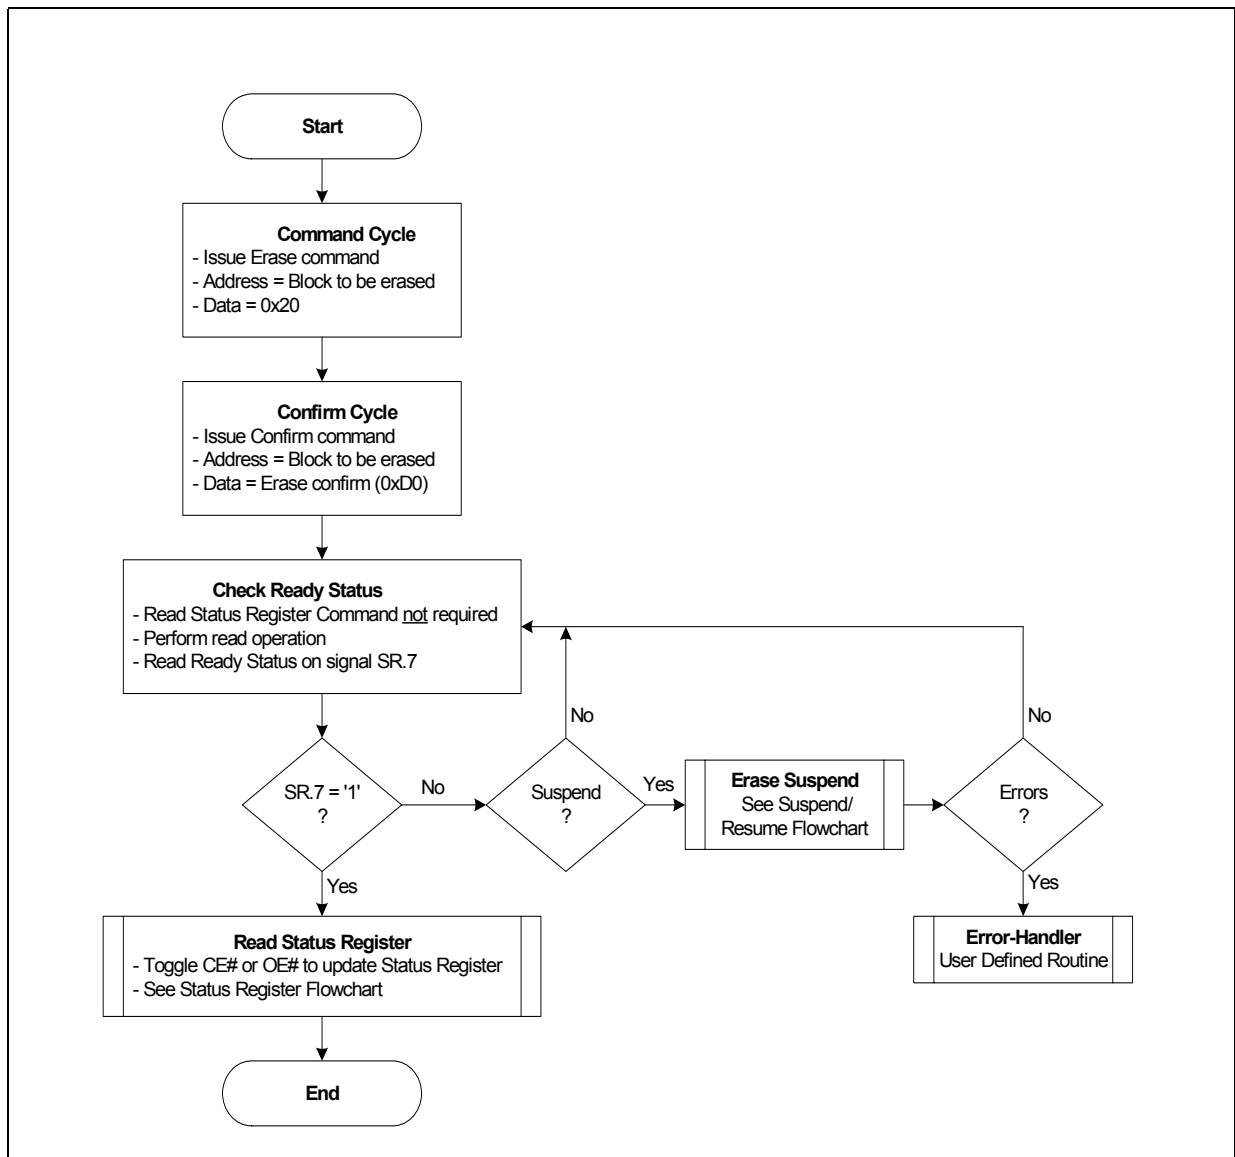 Start
Command Cycle
- Issue Erase command
- Address = Block to be erased
- Data = 0x20
Confirm Cycle
- Issue Confirm command
- Address = Block to be erased
- Data = Erase confirm (0xD0)
Check Ready Status
- Read Status Register Command not required
- Perform read operation
- Read Ready Status on signal SR.7
No
No
SR.7 = '1'
?
No
Suspend
?
Yes
Erase Suspend
See Suspend/
Resume Flowchart
Errors
?
Yes
Yes
Read Status Register
- Toggle CE# or OE# to update Status Register
- See Status Register Flowchart
Error-Handler
User Defined Routine
End